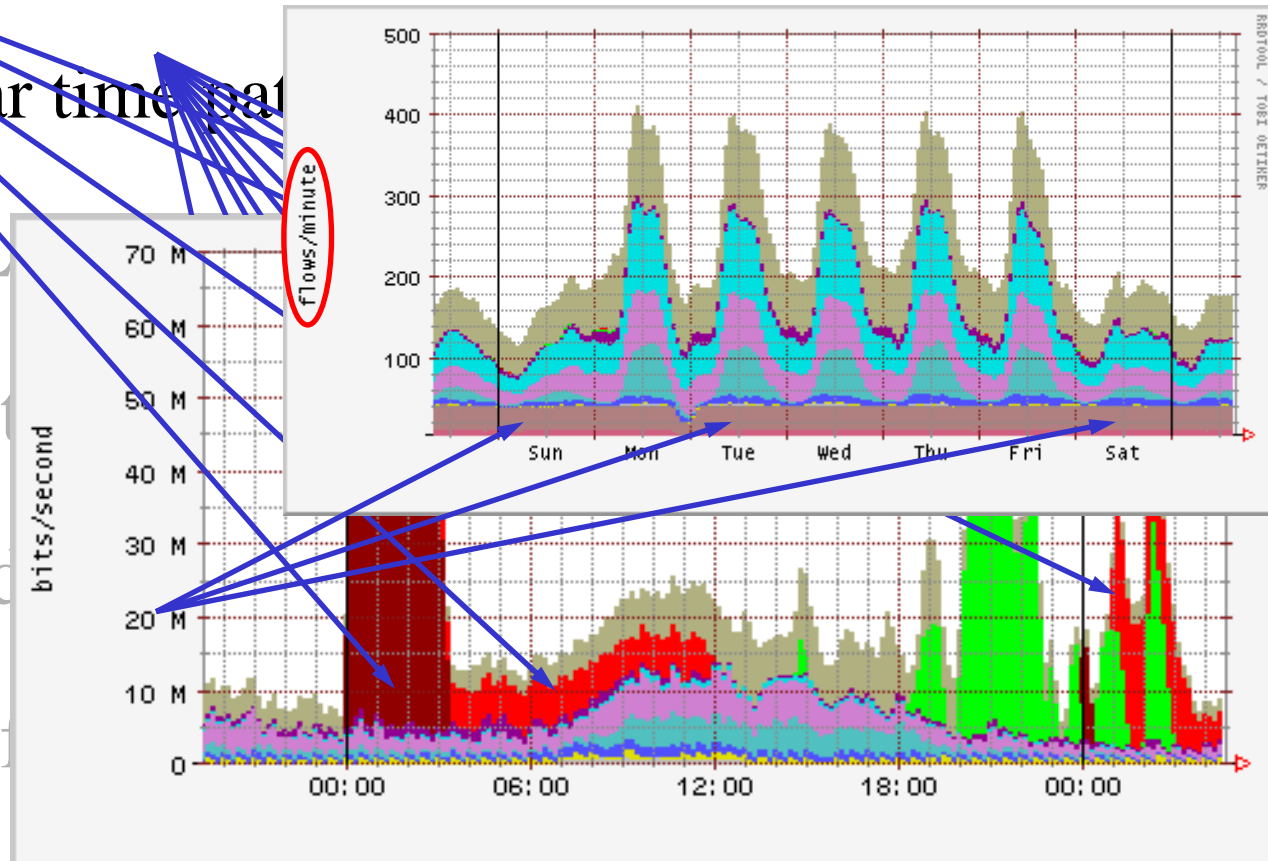 ar time pat
500
400
300
200
100
flows/minute
Sun Mon Tue Wed Thu Fri Sat
RRDTOOL / TOBI OETIKER
70 M
60 M
50 M
40 M
30 M
20 M
10 M
0
bits/second
00:00 06:00 12:00 18:00 00:00